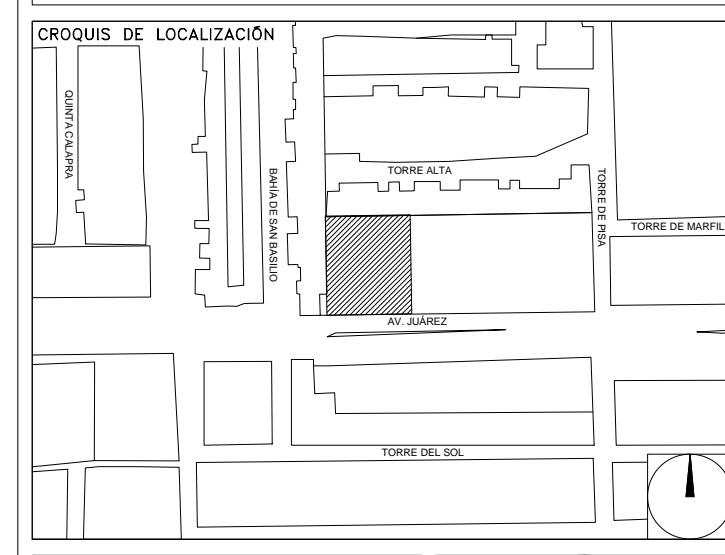 CROQUIS DE LOCALIZACIÓN
QUINTA CALAPRA
BAHÍA DE SAN BASILIO
TORRE ALTA
TORRE DE PISA
TORRE DE MARFIL
AV. JUÁREZ
TORRE DEL SOL